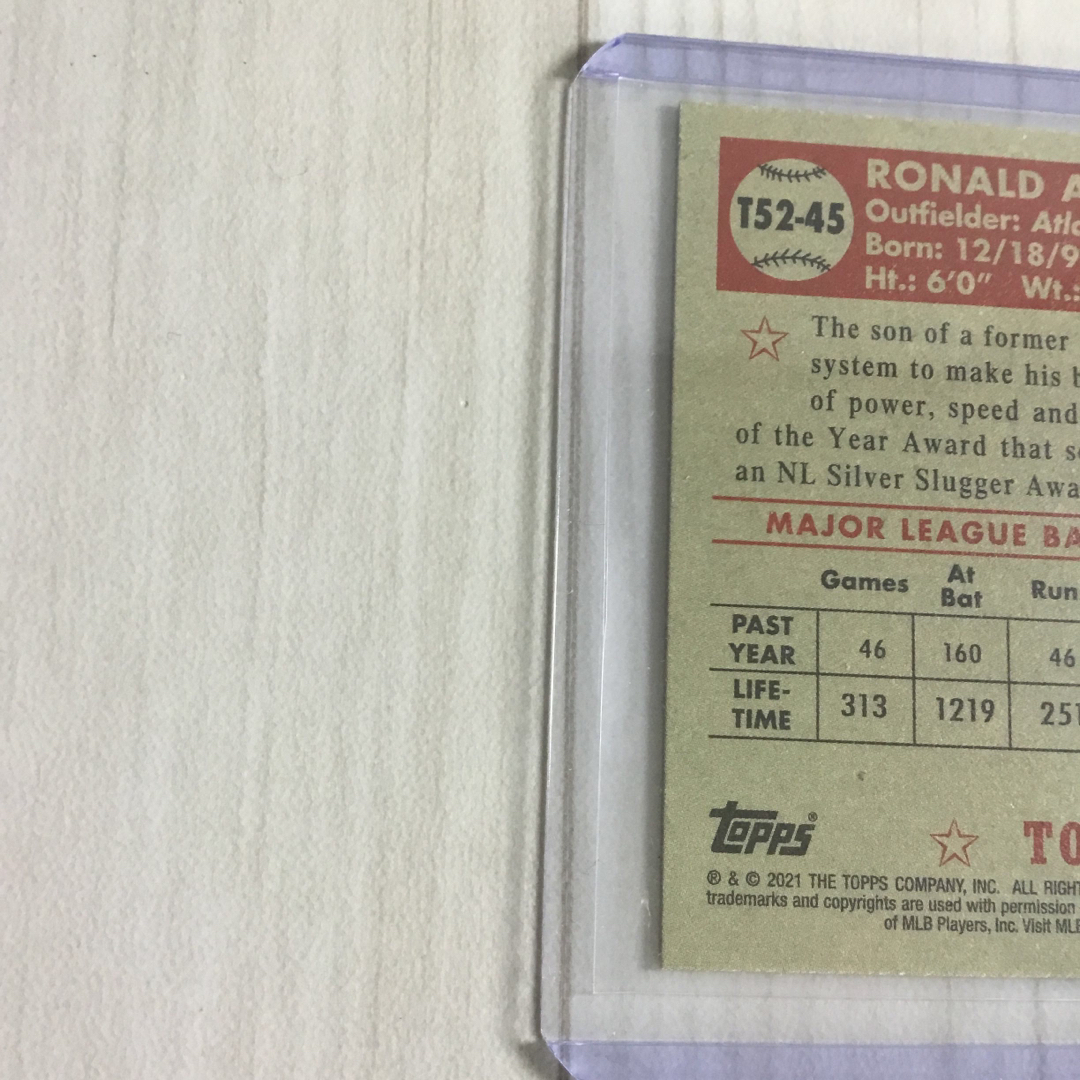 T52-45
RONALD A
Outfielder: Atla
Born: 12/18/9
Ht.: 6'0" Wt.:
The son of a former
system to make his b
of power, speed and
of the Year Award that s
an NL Silver Slugger Awa
MAJOR LEAGUE BA
Games At Bat Run
PAST YEAR 46 160 46
LIFE-TIME 313 1219 251
Topps®
TO
® & © 2021 THE TOPPS COMPANY, INC. ALL RIGHT
trademarks and copyrights are used with permission
of MLB Players, Inc. Visit MLB